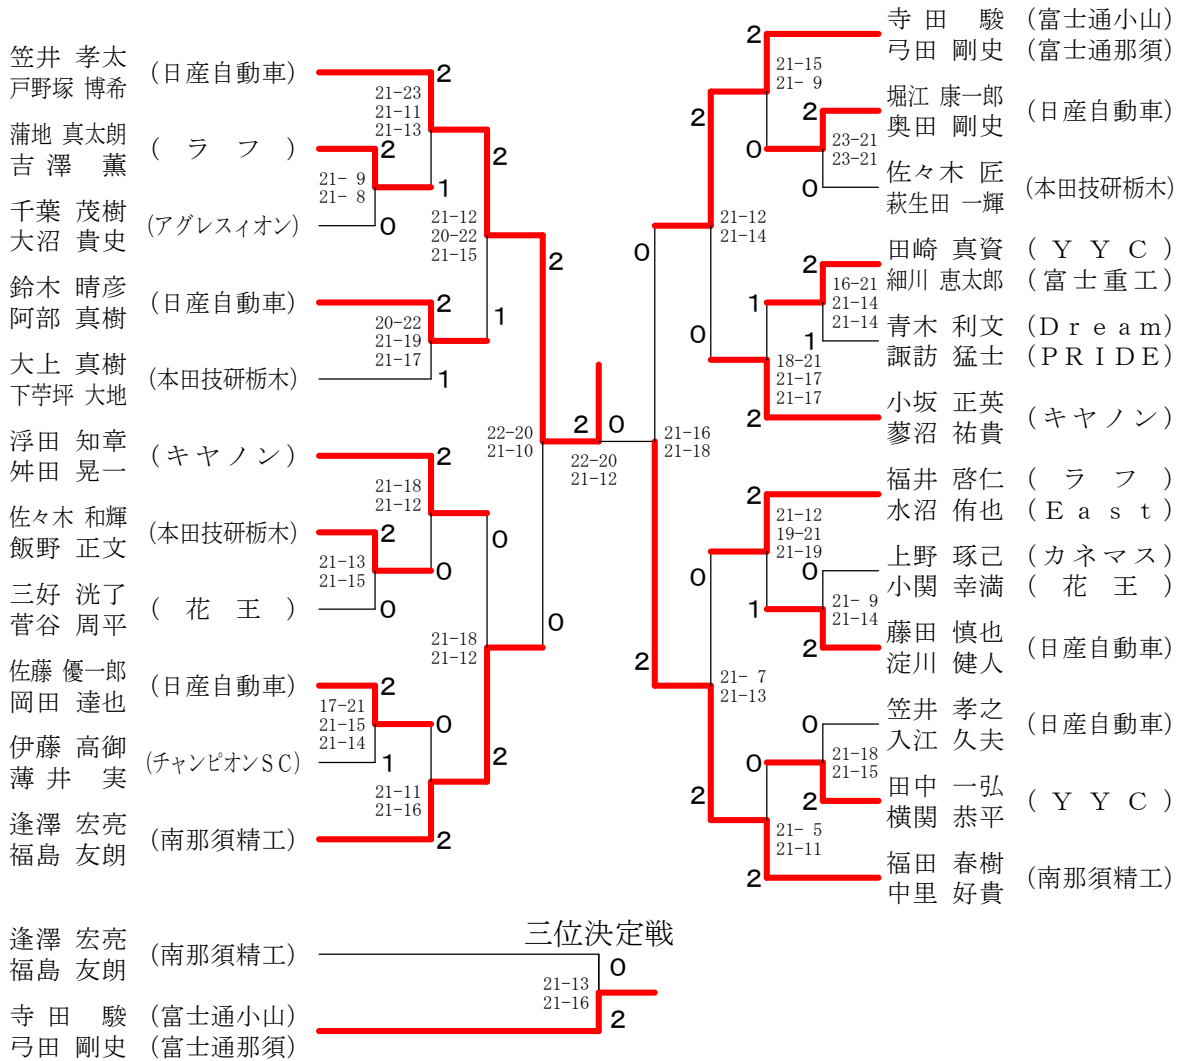 笠井 孝太
戸野塚 博希
(日産自動車)
2
21-23
21-11
21-13
蒲地 真太朗
吉 澤 薫
( ラ フ )
2
21- 9
21- 8
1
千葉 茂樹
大沼 貴史
(アグレスィオン)
0
2
21-12
20-22
21-15
鈴木 晴彦
阿部 真樹
(日産自動車)
2
20-22
21-19
21-17
1
大上 真樹
下苧坪 大地
(本田技研栃木)
1
2
22-20
21-10
浮田 知章
舛田 晃一
(キヤノン)
2
21-18
21-12
佐々木 和輝
飯野 正文
(本田技研栃木)
2
21-13
21-15
0
0
三好 洸了
菅谷 周平
( 花 王 )
0
21-18
21-12
0
佐藤 優一郎
岡田 達也
(日産自動車)
2
17-21
21-15
21-14
0
伊藤 高御
薄 井 実
(チャンピオンSC)
1
21-11
21-16
2
逢澤 宏亮
福島 友朗
(南那須精工)
2
2 0
22-20
21-12
寺 田 駿 (富士通小山)
弓田 剛史 (富士通那須)
2
21-15
21- 9
堀江 康一郎
奥田 剛史
(日産自動車)
2
2
23-21
23-21
0
佐々木 匠
萩生田 一輝
(本田技研栃木)
0
21-12
21-14
0
田崎 真資 (YYC)
細川 恵太郎 (富士重工)
2
16-21
21-14
21-14
1
青木 利文 (Dream)
諏訪 猛士 (PRIDE)
1
0
18-21
21-17
21-17
小坂 正英
蓼沼 祐貴
(キヤノン)
2
21-16
21-18
福井 啓仁 ( ラ フ )
水沼 侑也 (East)
2
21-12
19-21
21-19
上野 琢己 (カネマス)
小関 幸満 ( 花 王 )
0
0
21- 9
21-14
1
藤田 慎也
淀川 健人
(日産自動車)
2
2
21- 7
21-13
笠井 孝之
入江 久夫
(日産自動車)
0
21-18
21-15
0
田中 一弘
横関 恭平
(YYC)
2
2
21- 5
21-11
福田 春樹
中里 好貴
(南那須精工)
2
三位決定戦
逢澤 宏亮
福島 友朗
(南那須精工)
0
21-13
21-16
寺 田 駿 (富士通小山)
弓田 剛史 (富士通那須)
2